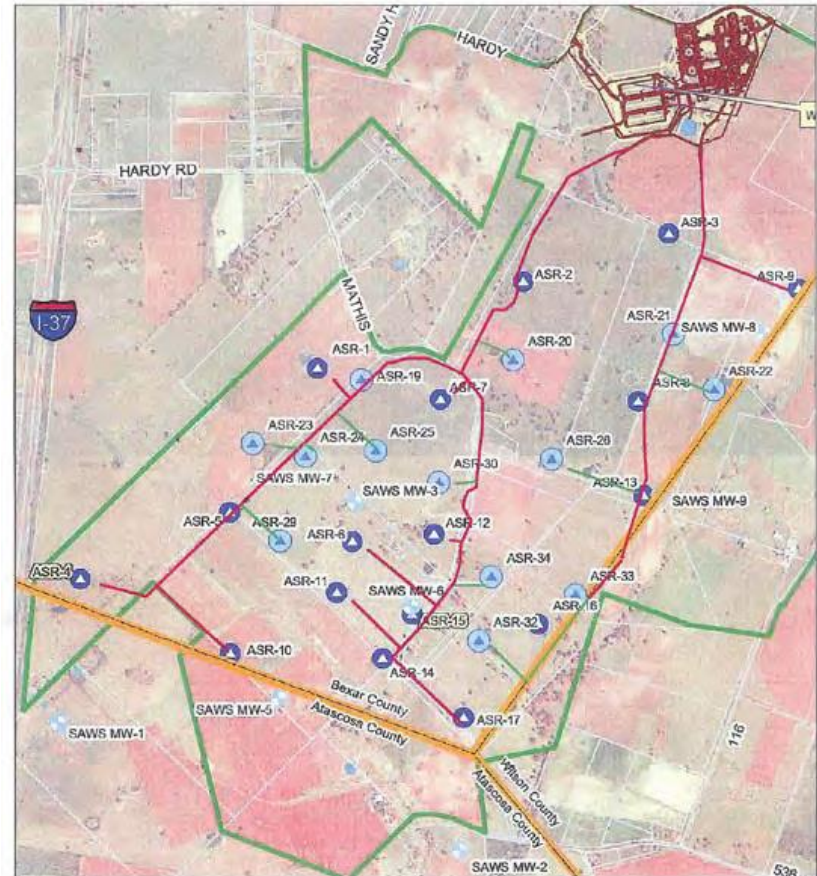 SANDY H
HARDY
W
HARDY RD
MATHIS
I-37
ASR-3
ASR-2
ASR-9
ASR-21
SAWS MW-8
ASR-1
ASR-20
ASR-19
ASR-22
ASR-7
ASR-8
ASR-23
ASR-24
ASR-25
ASR-26
SAWS MW-7
ASR-30
ASR-13
SAWS MW-3
SAWS MW-9
ASR-5
ASR-29
ASR-6
ASR-12
ASR-34
ASR-4
ASR-11
ASR-33
SAWS MW-6
ASR-16
ASR-15
ASR-32
ASR-10
ASR-14
Bexar County
Atascosa County
SAWS MW-5
ASR-17
SAWS MW-1
116
Wilson County
Atascosa County
SAWS MW-2
536